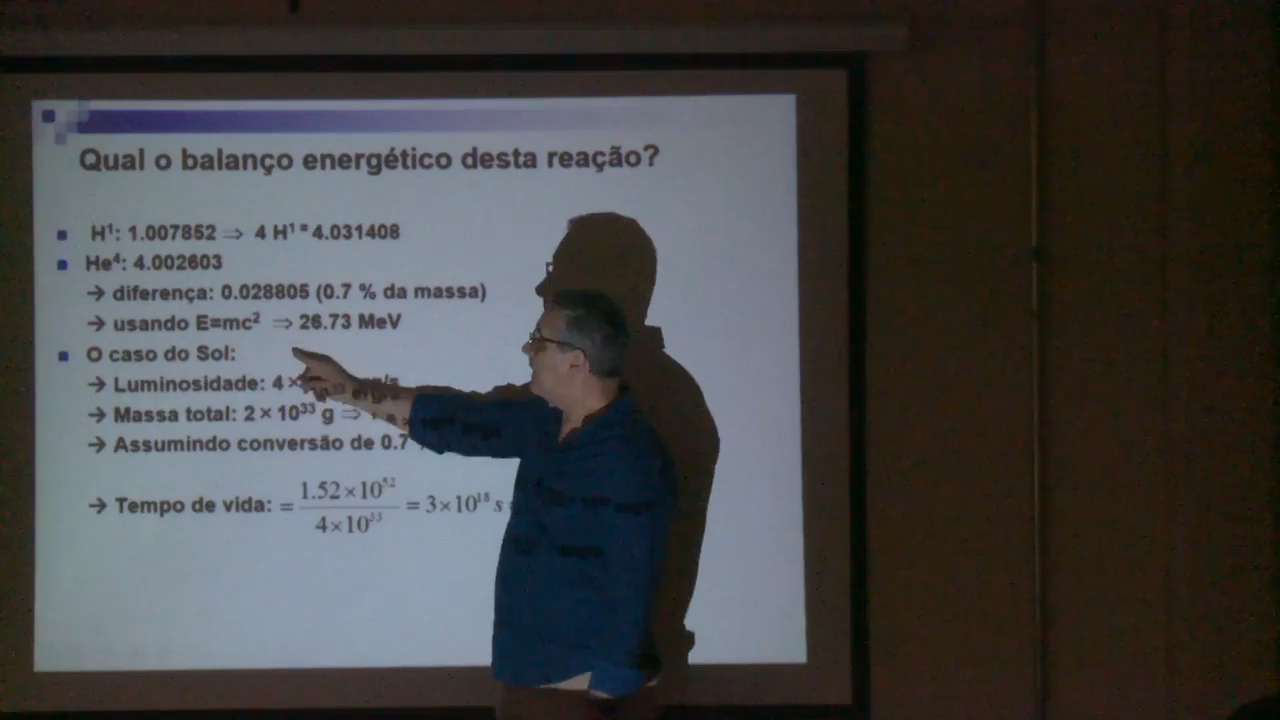 Qual o balanço energético desta reação?
H¹: 1.007852 ⇒ 4 H¹ = 4.031408
He⁴: 4.002603
→ diferença: 0.028805 (0.7 % da massa)
→ usando E=mc² ⇒ 26.73 MeV
O caso do Sol:
→ Luminosidade: 4 × 10³³ erg/s
→ Massa total: 2 × 10³³ g ⇒
→ Assumindo conversão de 0.7
→ Tempo de vida: = 1.52×10⁵² / 4×10³³ = 3×10¹⁸ s